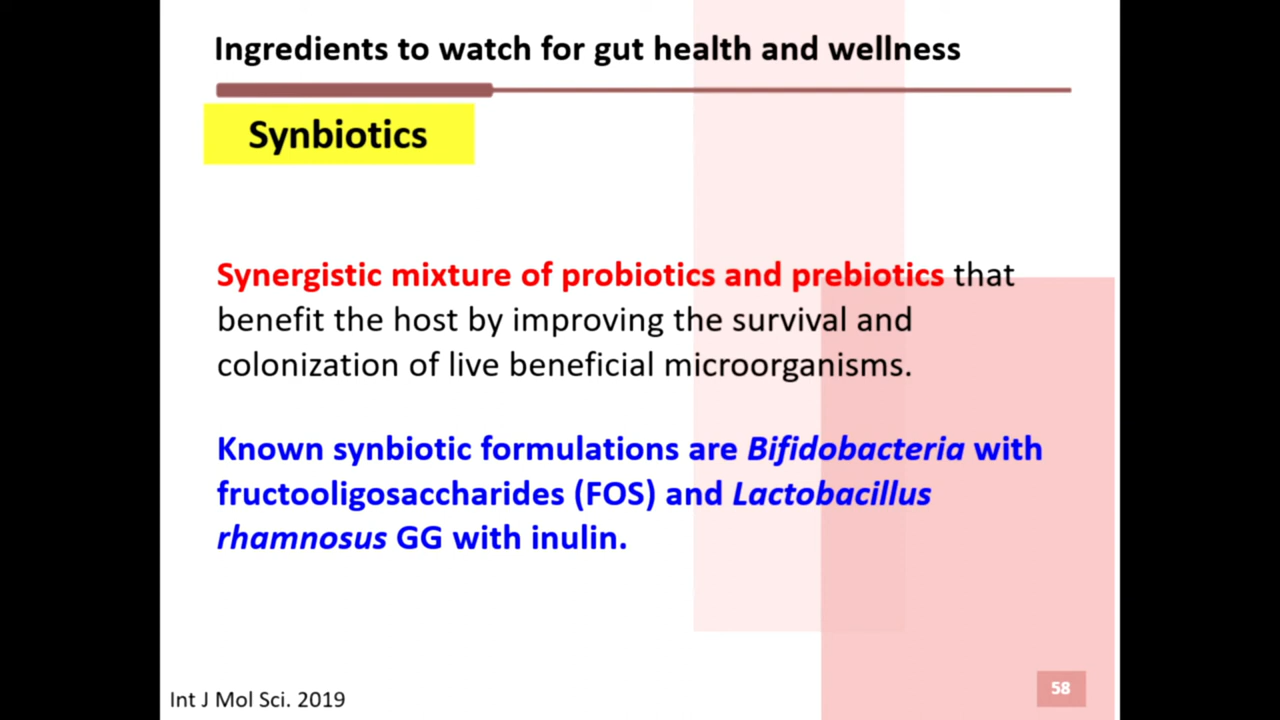 Ingredients to watch for gut health and wellness
Synbiotics
Synergistic mixture of probiotics and prebiotics that
benefit the host by improving the survival and
colonization of live beneficial microorganisms.
Known synbiotic formulations are Bifidobacteria with
fructooligosaccharides (FOS) and Lactobacillus
rhamnosus GG with inulin.
Int J Mol Sci. 2019
58